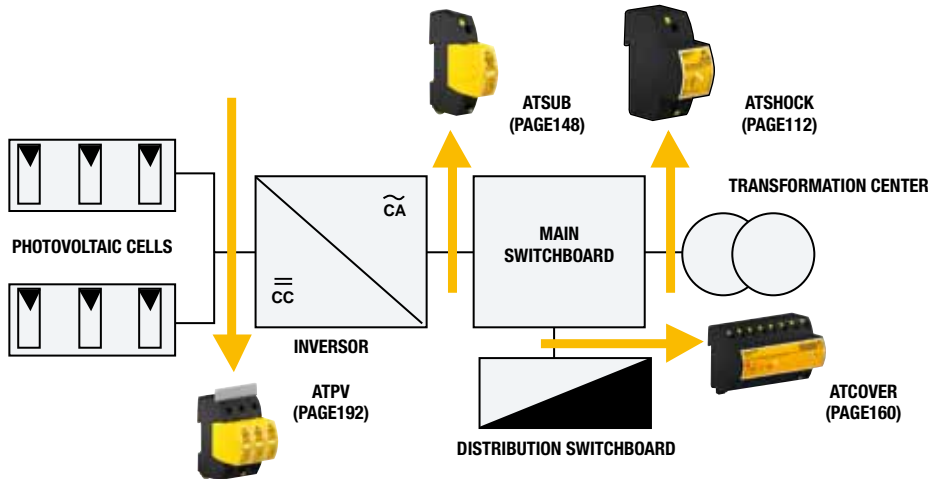 ATSUB
(PAGE148)
ATSHOCK
(PAGE112)
TRANSFORMATION CENTER
PHOTOVOLTAIC CELLS
CA
CC
MAIN
SWITCHBOARD
INVERSOR
ATPV
(PAGE192)
ATCOVER
(PAGE160)
DISTRIBUTION SWITCHBOARD